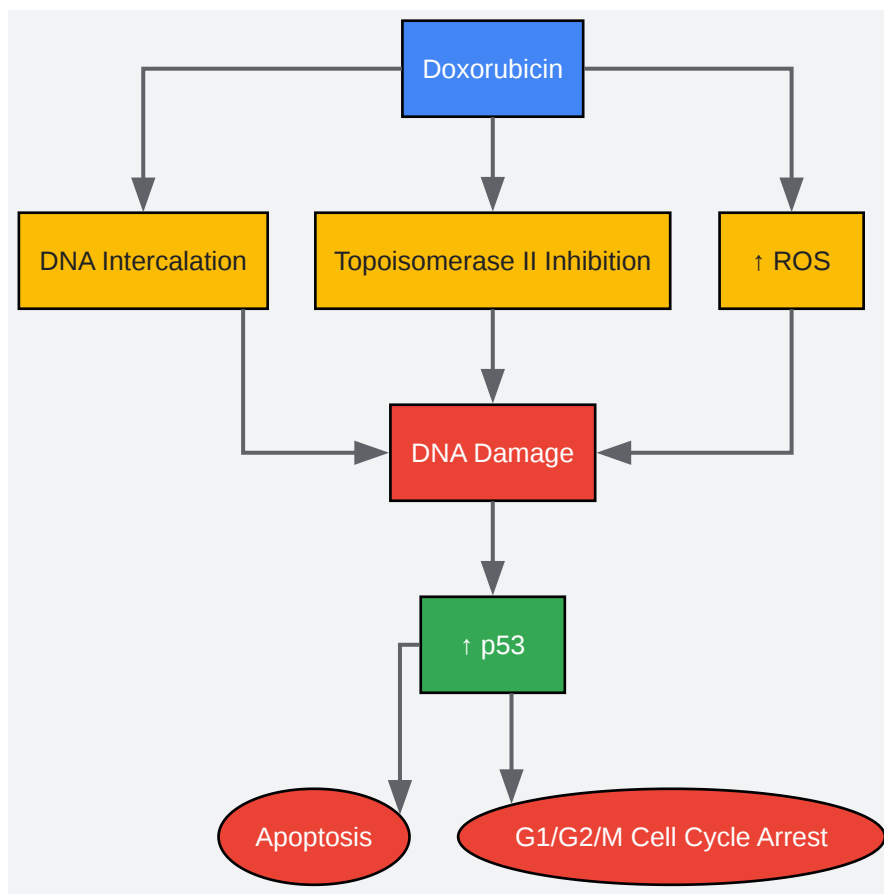 Doxorubicin
DNA Intercalation
Topoisomerase II Inhibition
↑ ROS
DNA Damage
↑ p53
Apoptosis
G1/G2/M Cell Cycle Arrest